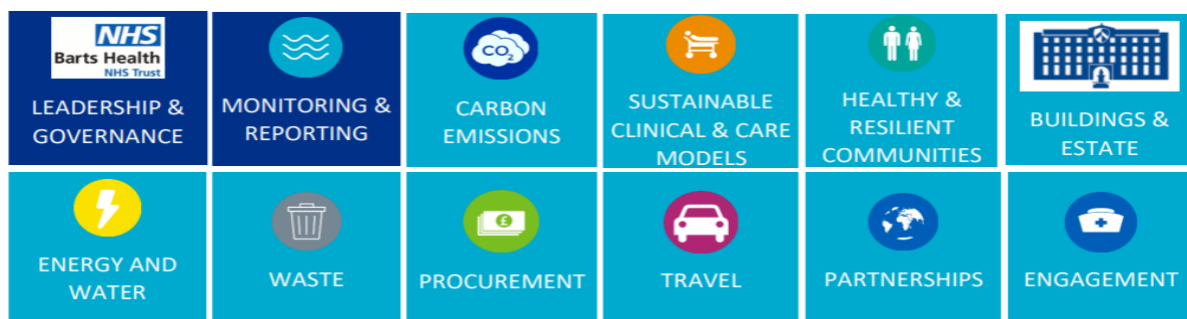 NHS
Barts Health
NHS Trust
LEADERSHIP &
GOVERNANCE
MONITORING &
REPORTING
CO2
CARBON
EMISSIONS
SUSTAINABLE
CLINICAL & CARE
MODELS
HEALTHY &
RESILIENT
COMMUNITIES
BUILDINGS &
ESTATE
ENERGY AND
WATER
WASTE
£
PROCUREMENT
TRAVEL
PARTNERSHIPS
ENGAGEMENT